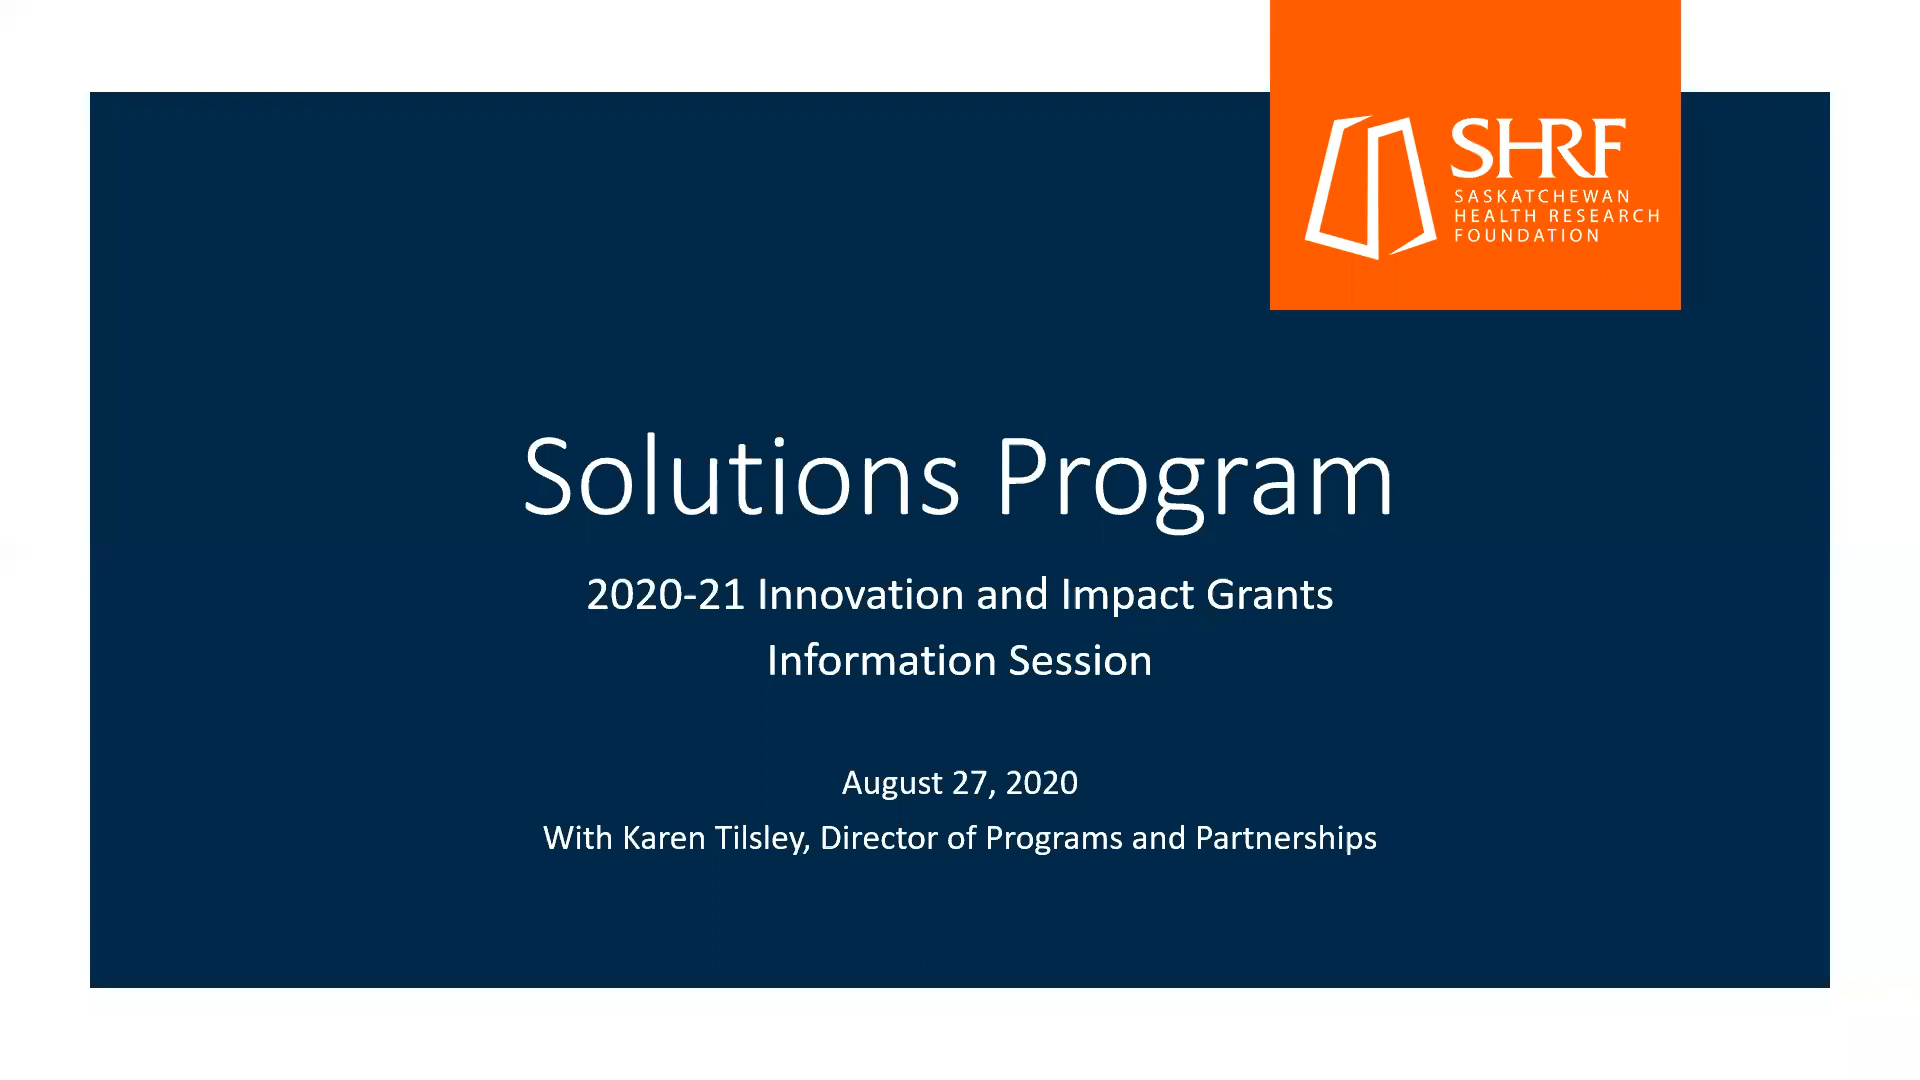 SHRF
SASKATCHEWAN
HEALTH RESEARCH
FOUNDATION
Solutions Program
2020-21 Innovation and Impact Grants
Information Session
August 27, 2020
With Karen Tilsley, Director of Programs and Partnerships